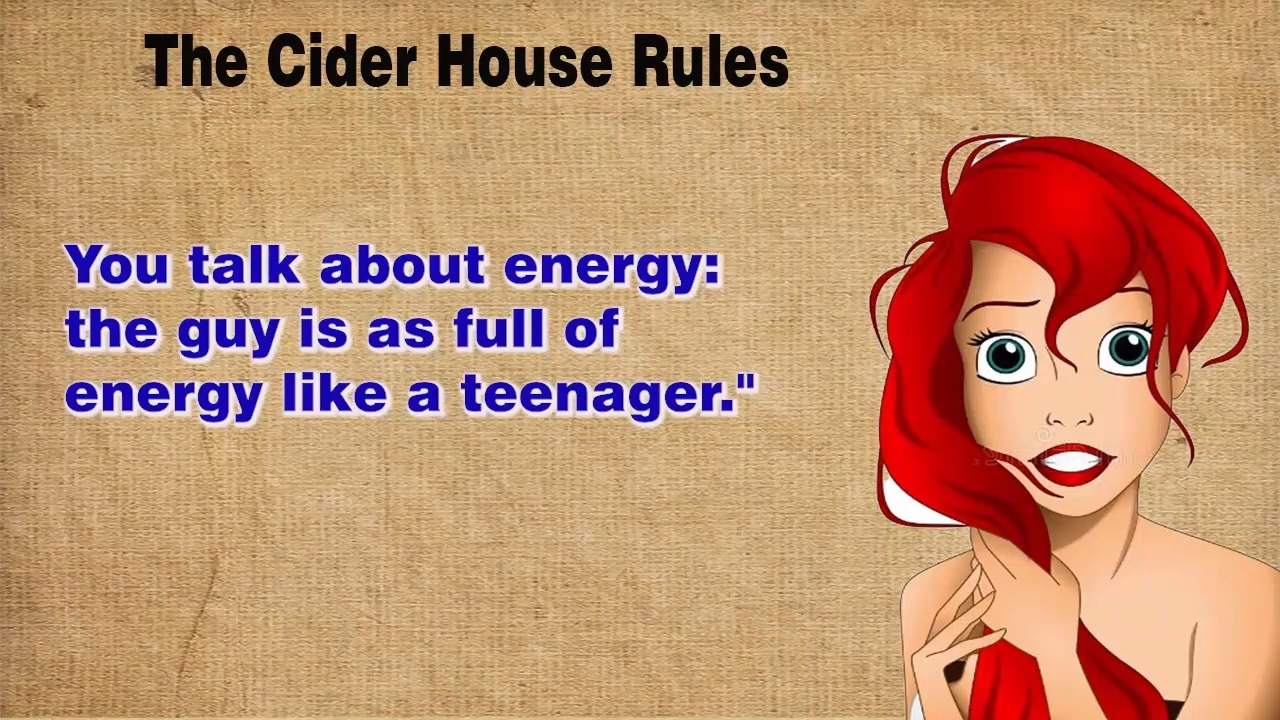 The Cider House Rules
You talk about energy:
the guy is as full of
energy like a teenager."